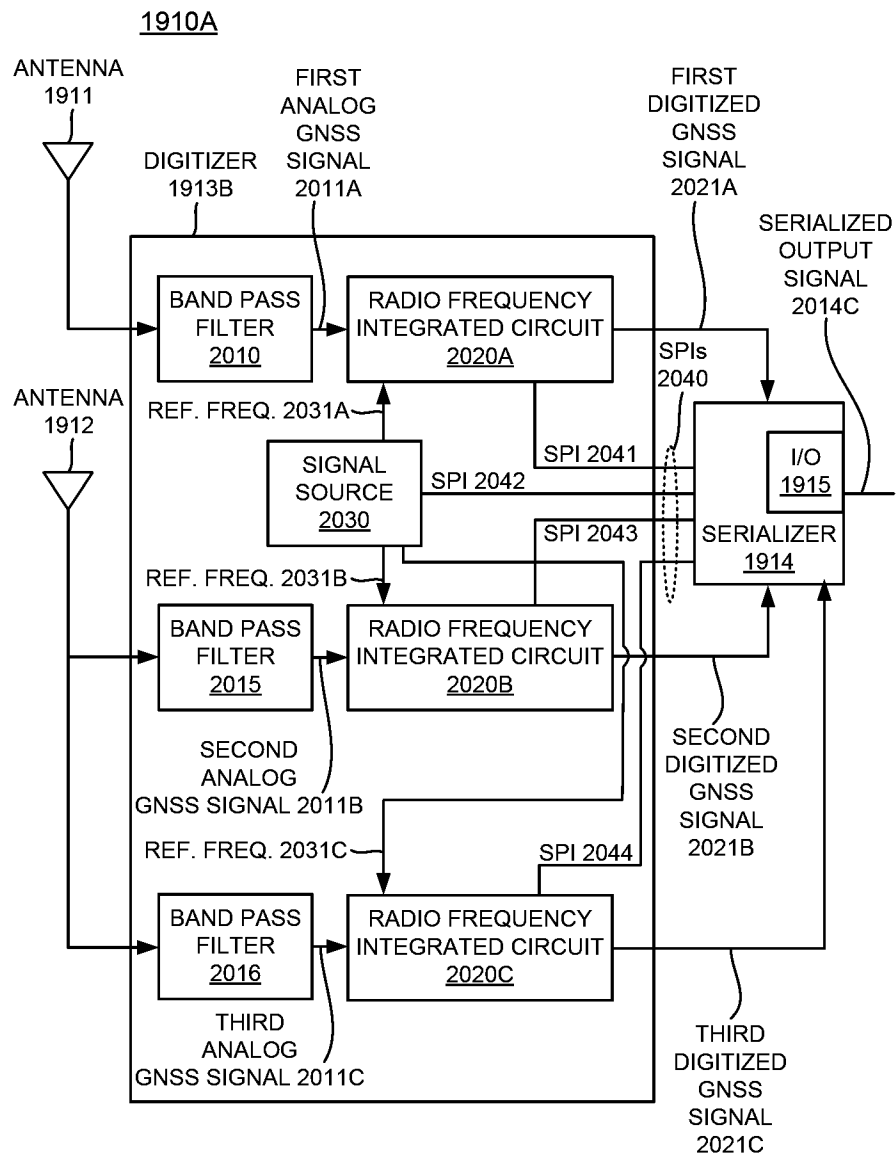 1910A
ANTENNA
1911
FIRST
ANALOG
GNSS
SIGNAL
2011A
FIRST
DIGITIZED
GNSS
SIGNAL
2021A
DIGITIZER
1913B
SERIALIZED
OUTPUT
SIGNAL
2014C
BAND PASS
FILTER
2010
RADIO FREQUENCY
INTEGRATED CIRCUIT
2020A
SPIs
2040
ANTENNA
1912
REF. FREQ. 2031A
SIGNAL
SOURCE
2030
SPI 2041
SPI 2042
SPI 2043
I/O
1915
SERIALIZER
1914
REF. FREQ. 2031B
BAND PASS
FILTER
2015
RADIO FREQUENCY
INTEGRATED CIRCUIT
2020B
SECOND
ANALOG
GNSS SIGNAL 2011B
SECOND
DIGITIZED
GNSS
SIGNAL
2021B
REF. FREQ. 2031C
SPI 2044
BAND PASS
FILTER
2016
RADIO FREQUENCY
INTEGRATED CIRCUIT
2020C
THIRD
ANALOG
GNSS SIGNAL 2011C
THIRD
DIGITIZED
GNSS
SIGNAL
2021C